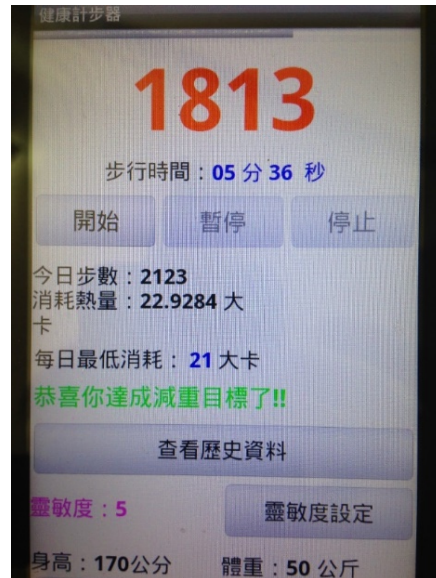 健康計步器
1813
步行時間：05 分 36 秒
開始 暫停 停止
今日步數：2123
消耗熱量：22.9284 大
卡
每日最低消耗： 21 大卡
恭喜你達成減重目標了!!
查看歷史資料
靈敏度：5 靈敏度設定
身高：170公分 體重：50 公斤